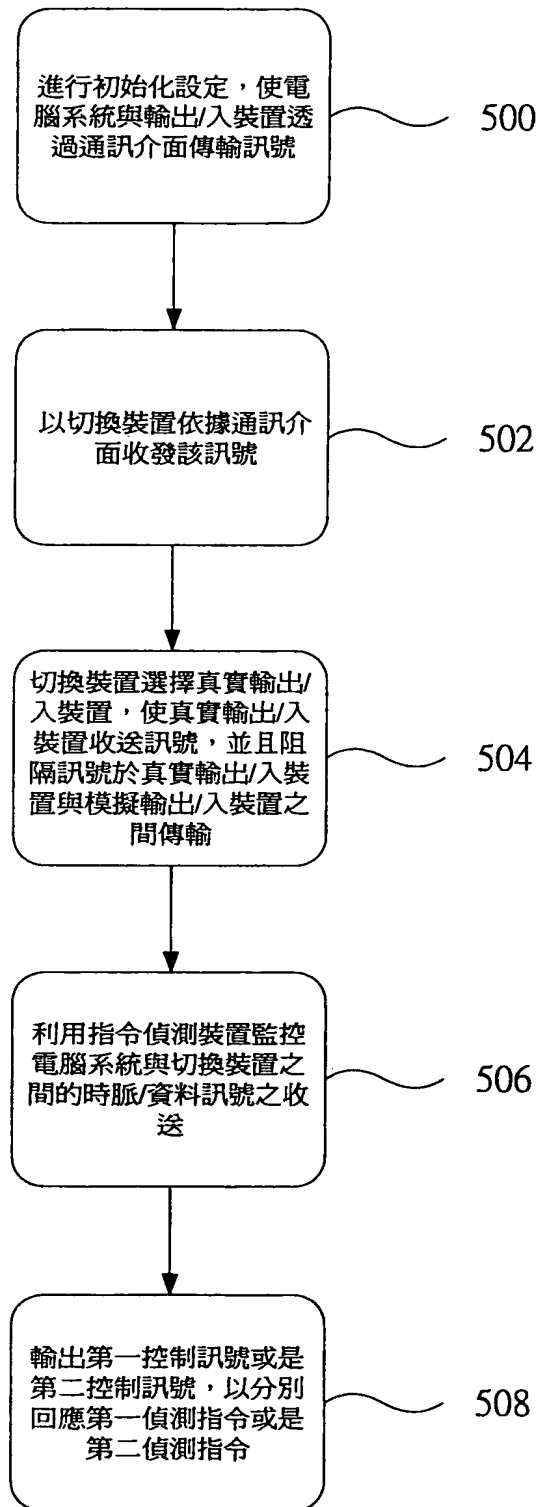 進行初始化設定，使電
腦系統與輸出/入裝置透
過通訊介面傳輸訊號
500
以切換裝置依據通訊介
面收發該訊號
502
切換裝置選擇真實輸出/
入裝置，使真實輸出/入
裝置收送訊號，並且阻
隔訊號於真實輸出/入裝
置與模擬輸出/入裝置之
間傳輸
504
利用指令偵測裝置監控
電腦系統與切換裝置之
間的時脈/資料訊號之收
送
506
輸出第一控制訊號或是
第二控制訊號，以分別
回應第一偵測指令或是
第二偵測指令
508